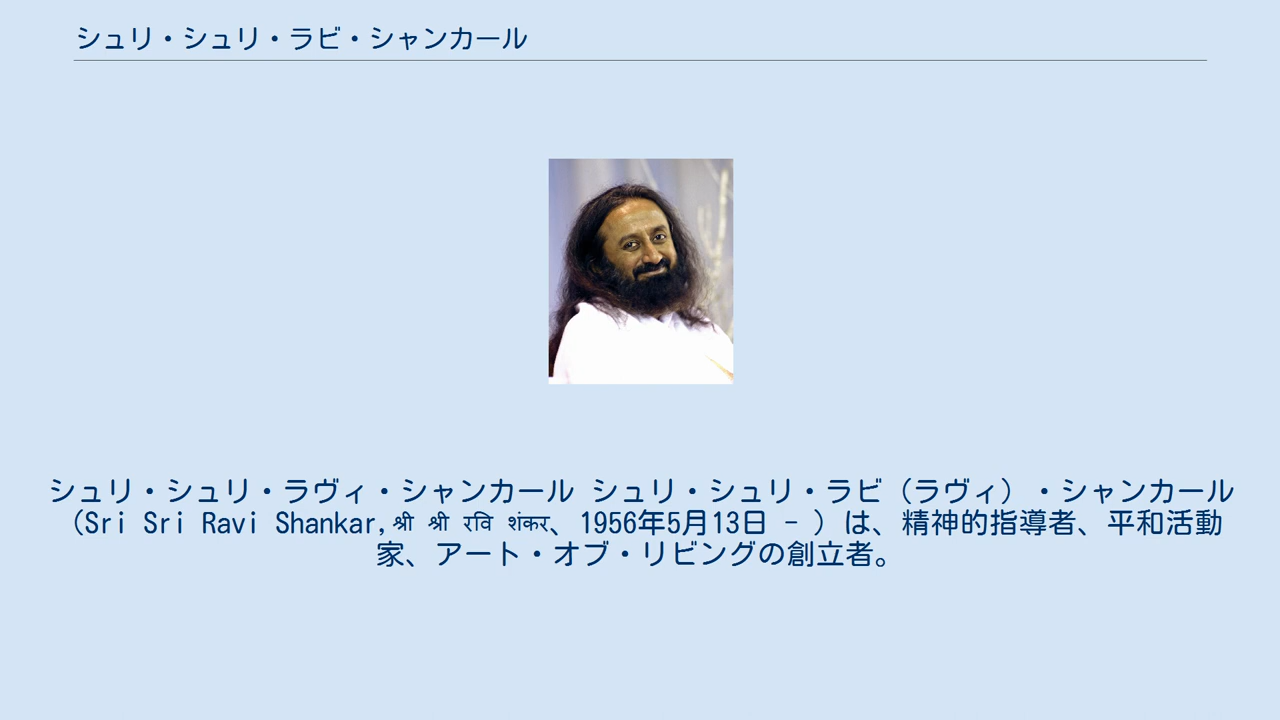 シュリ・シュリ・ラビ・シャンカール
シュリ・シュリ・ラヴィ・シャンカール シュリ・シュリ・ラビ（ラヴィ）・シャンカール
（Sri Sri Ravi Shankar,श्री श्री रवि शंकर、1956年5月13日 - ）は、精神的指導者、平和活動
家、アート・オブ・リビングの創立者。